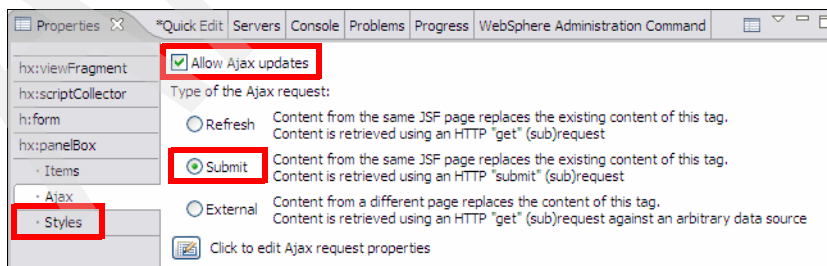 Properties *Quick Edit Servers Console Problems Progress WebSphere Administration Command
hx:viewFragment
hx:scriptCollector
h:form
hx:panelBox
· Items
· Ajax
· Styles
Allow Ajax updates
Type of the Ajax request:
Refresh Content from the same JSF page replaces the existing content of this tag.
Content is retrieved using an HTTP "get" (sub)request
Submit Content from the same JSF page replaces the existing content of this tag.
Content is retrieved using an HTTP "submit" (sub)request
External Content from a different page replaces the content of this tag.
Content is retrieved using an HTTP "get" (sub)request against an arbitrary data source
Click to edit Ajax request properties